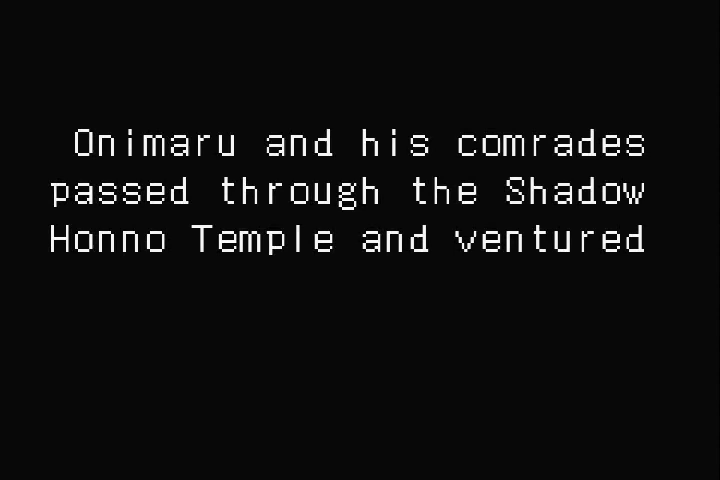 Onimaru and his comrades
passed through the Shadow
Honno Temple and ventured